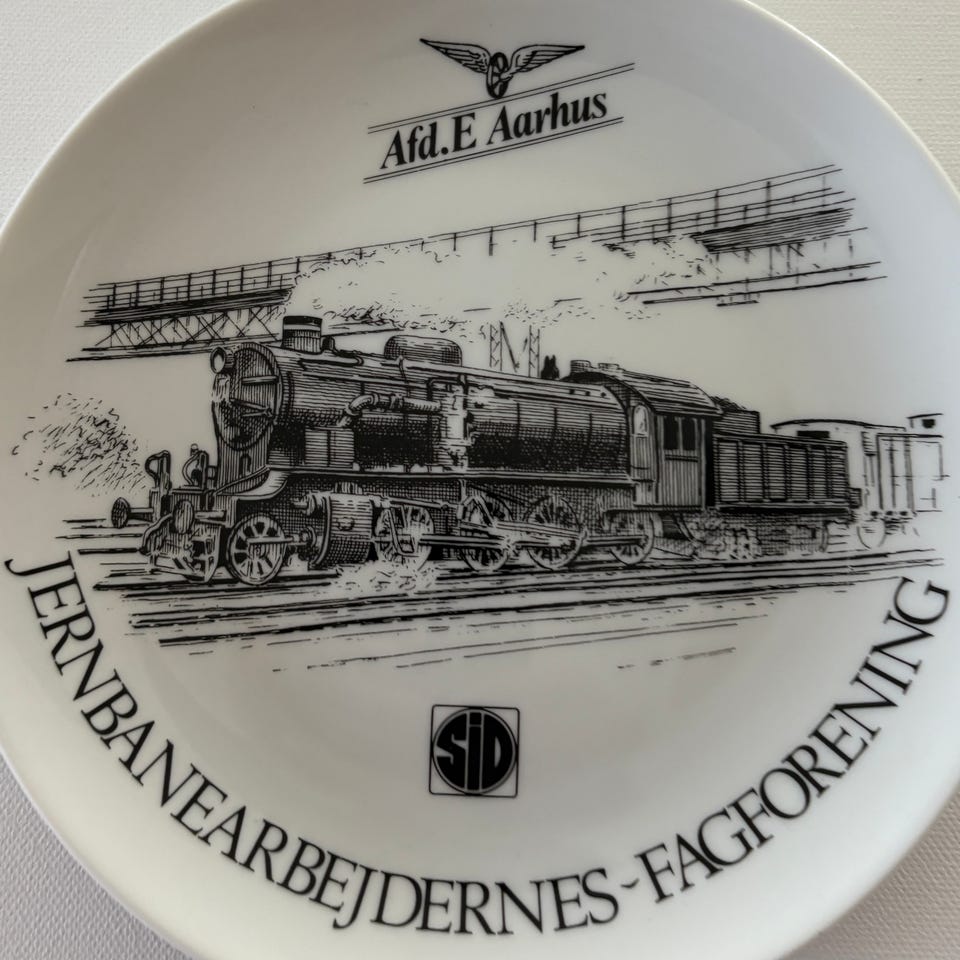 Afd.E Aarhus
SiD
JERNBANEARBEJDERNES-FAGFORENING